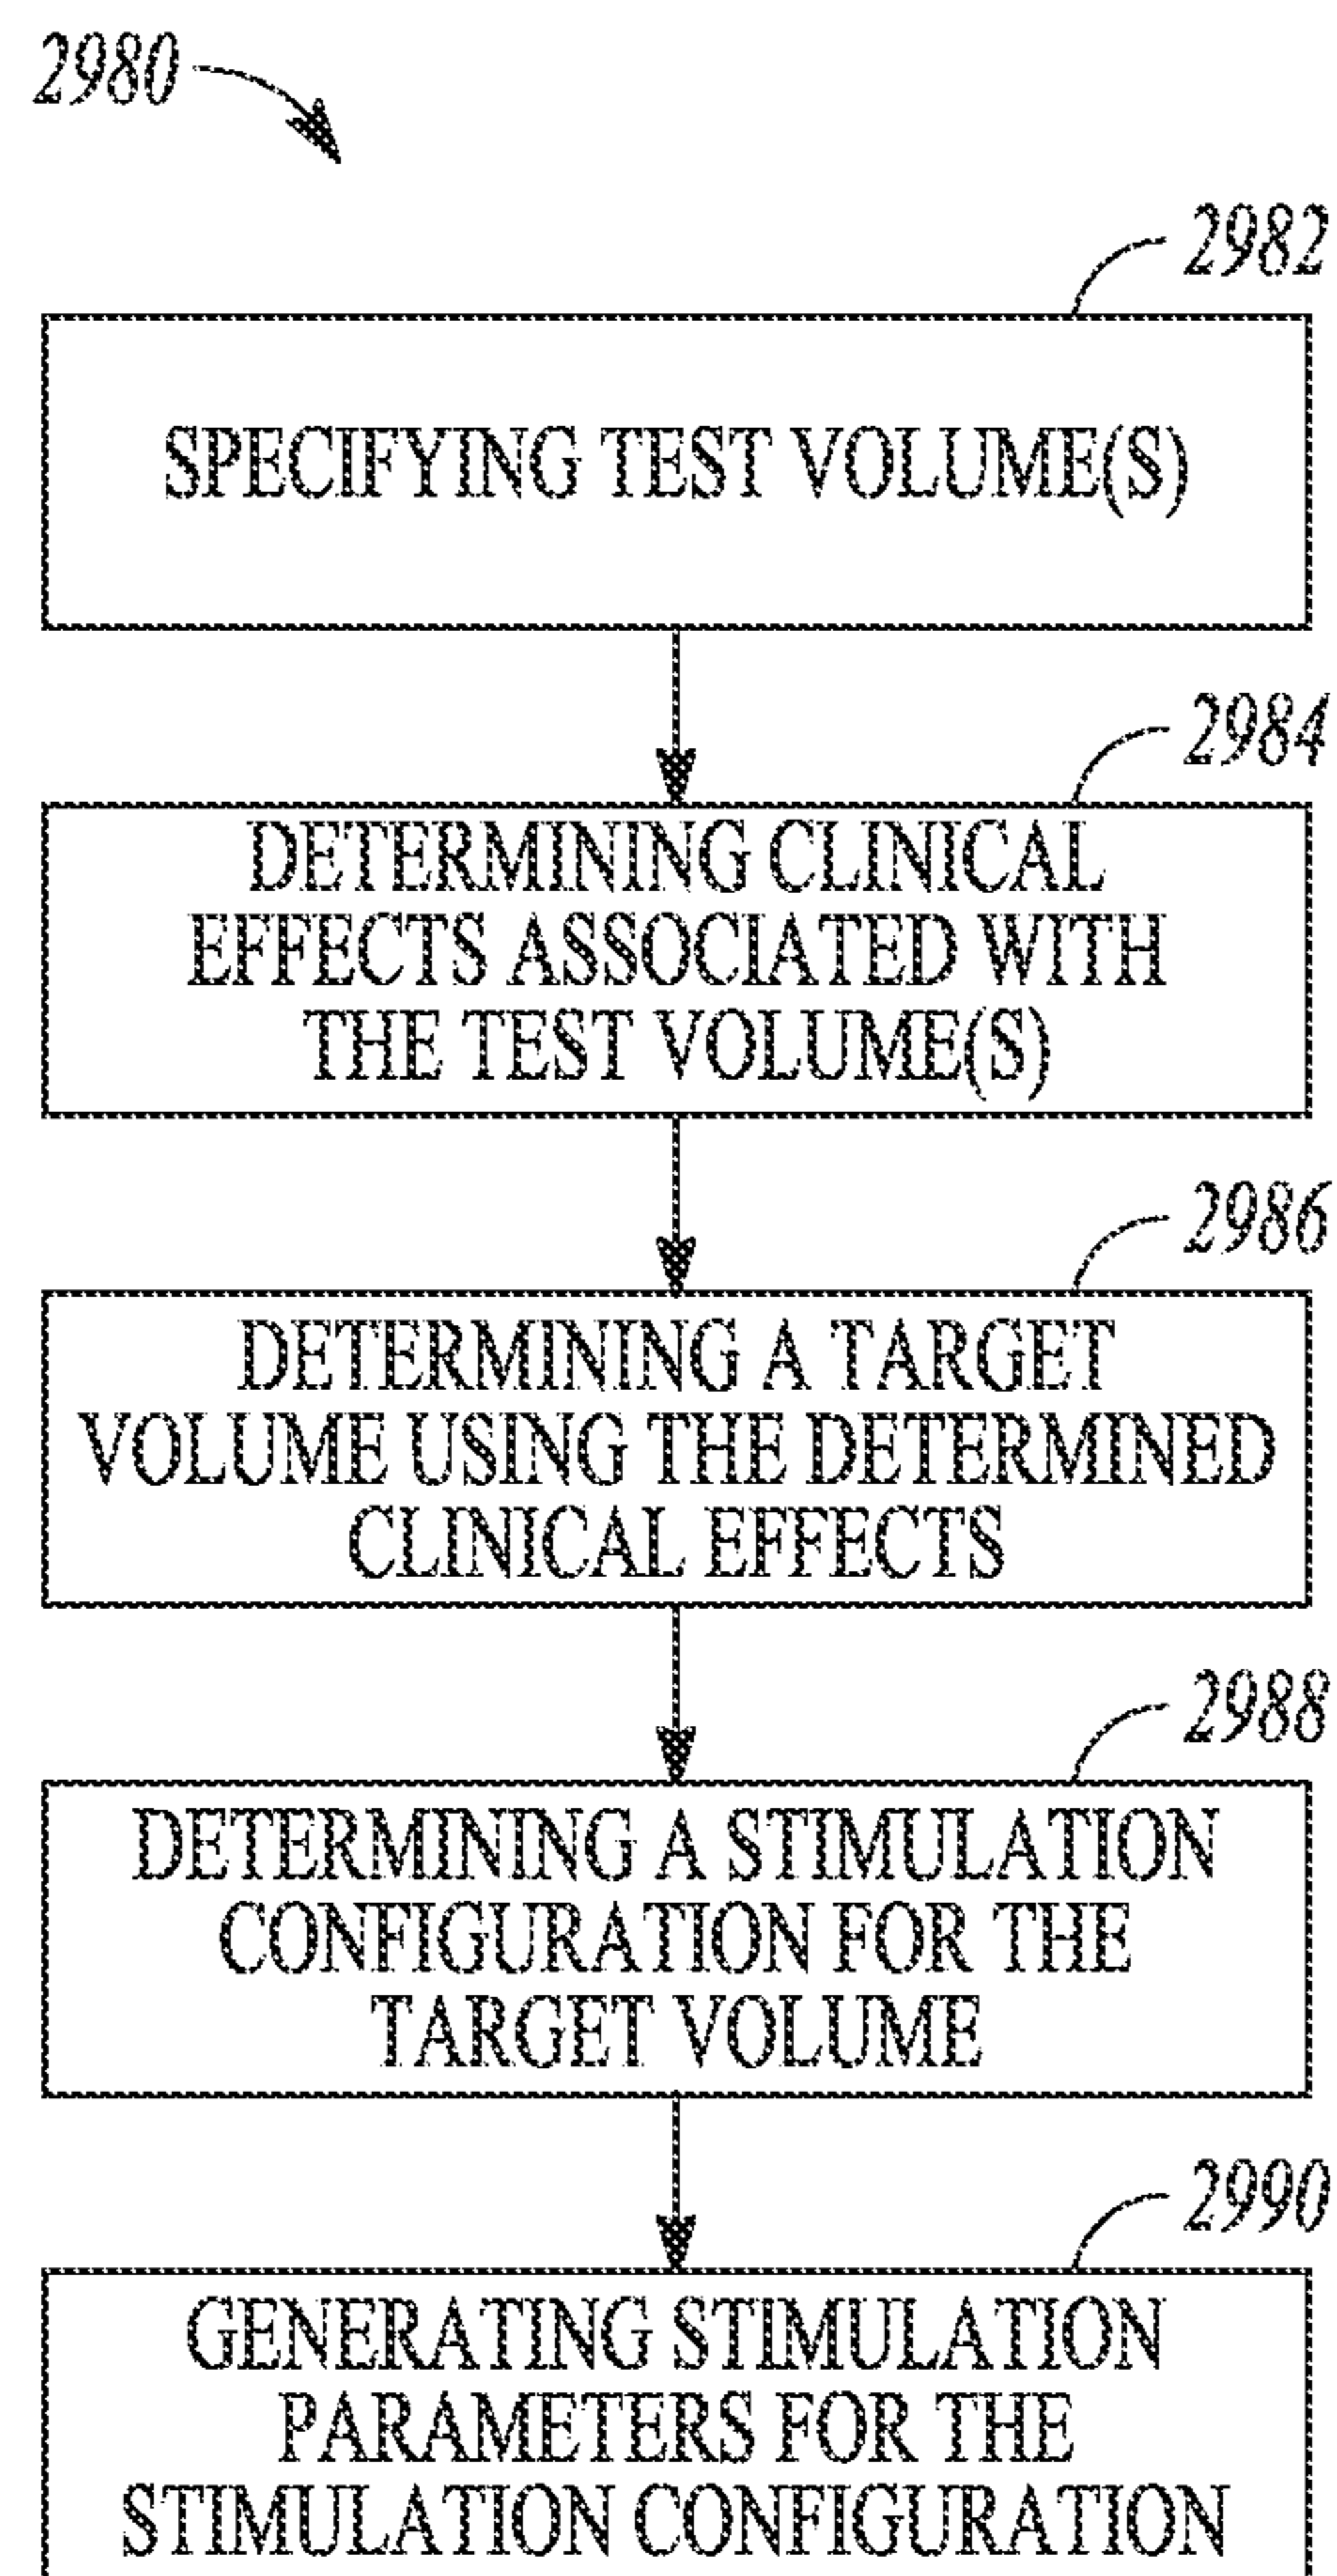 2980
2982
SPECIFYING TEST VOLUME(S)
2984
DETERMINING CLINICAL
EFFECTS ASSOCIATED WITH
THE TEST VOLUME(S)
2986
DETERMINING A TARGET
VOLUME USING THE DETERMINED
CLINICAL EFFECTS
2988
DETERMINING A STIMULATION
CONFIGURATION FOR THE
TARGET VOLUME
2990
GENERATING STIMULATION
PARAMETERS FOR THE
STIMULATION CONFIGURATION